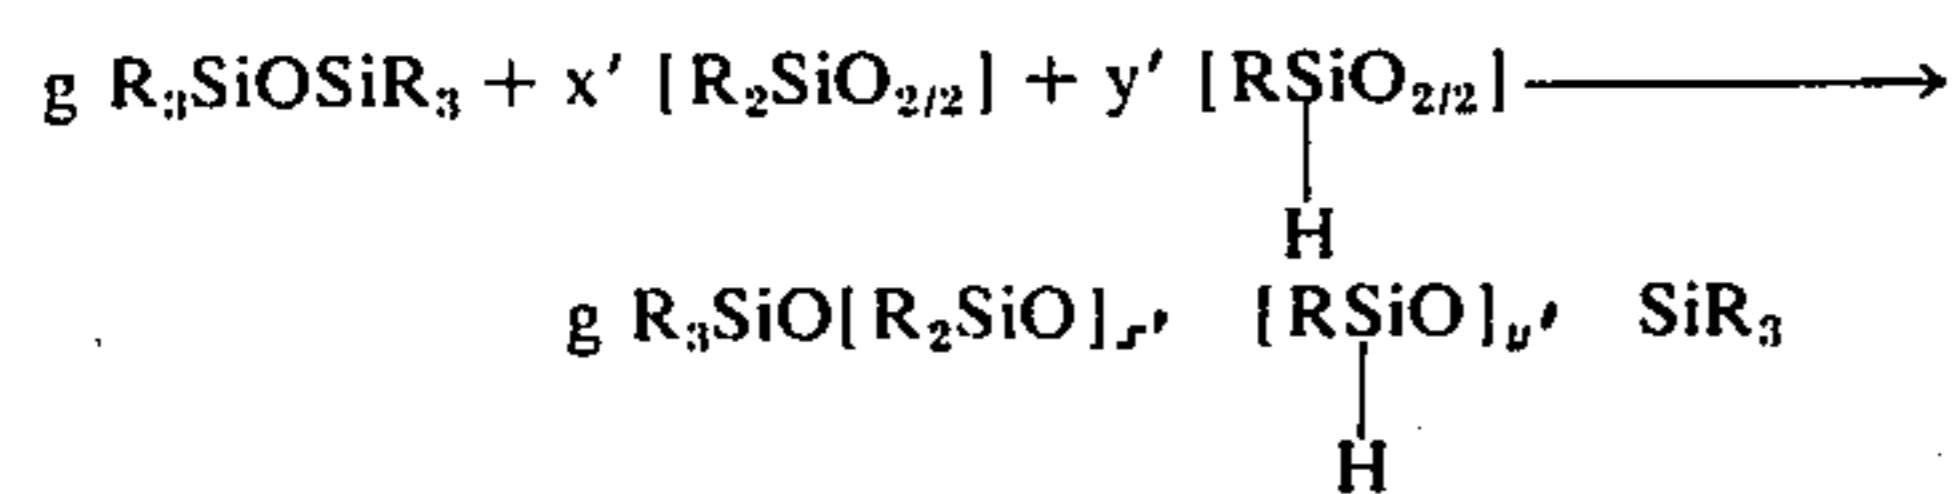 g R₃SiOSiR₃ + x′ [R₂SiO₂/₂] + y′ [RSiO₂/₂] ⟶
H
g R₃SiO[R₂SiO]ₓ′ [RSiO]ᵧ′ SiR₃
H